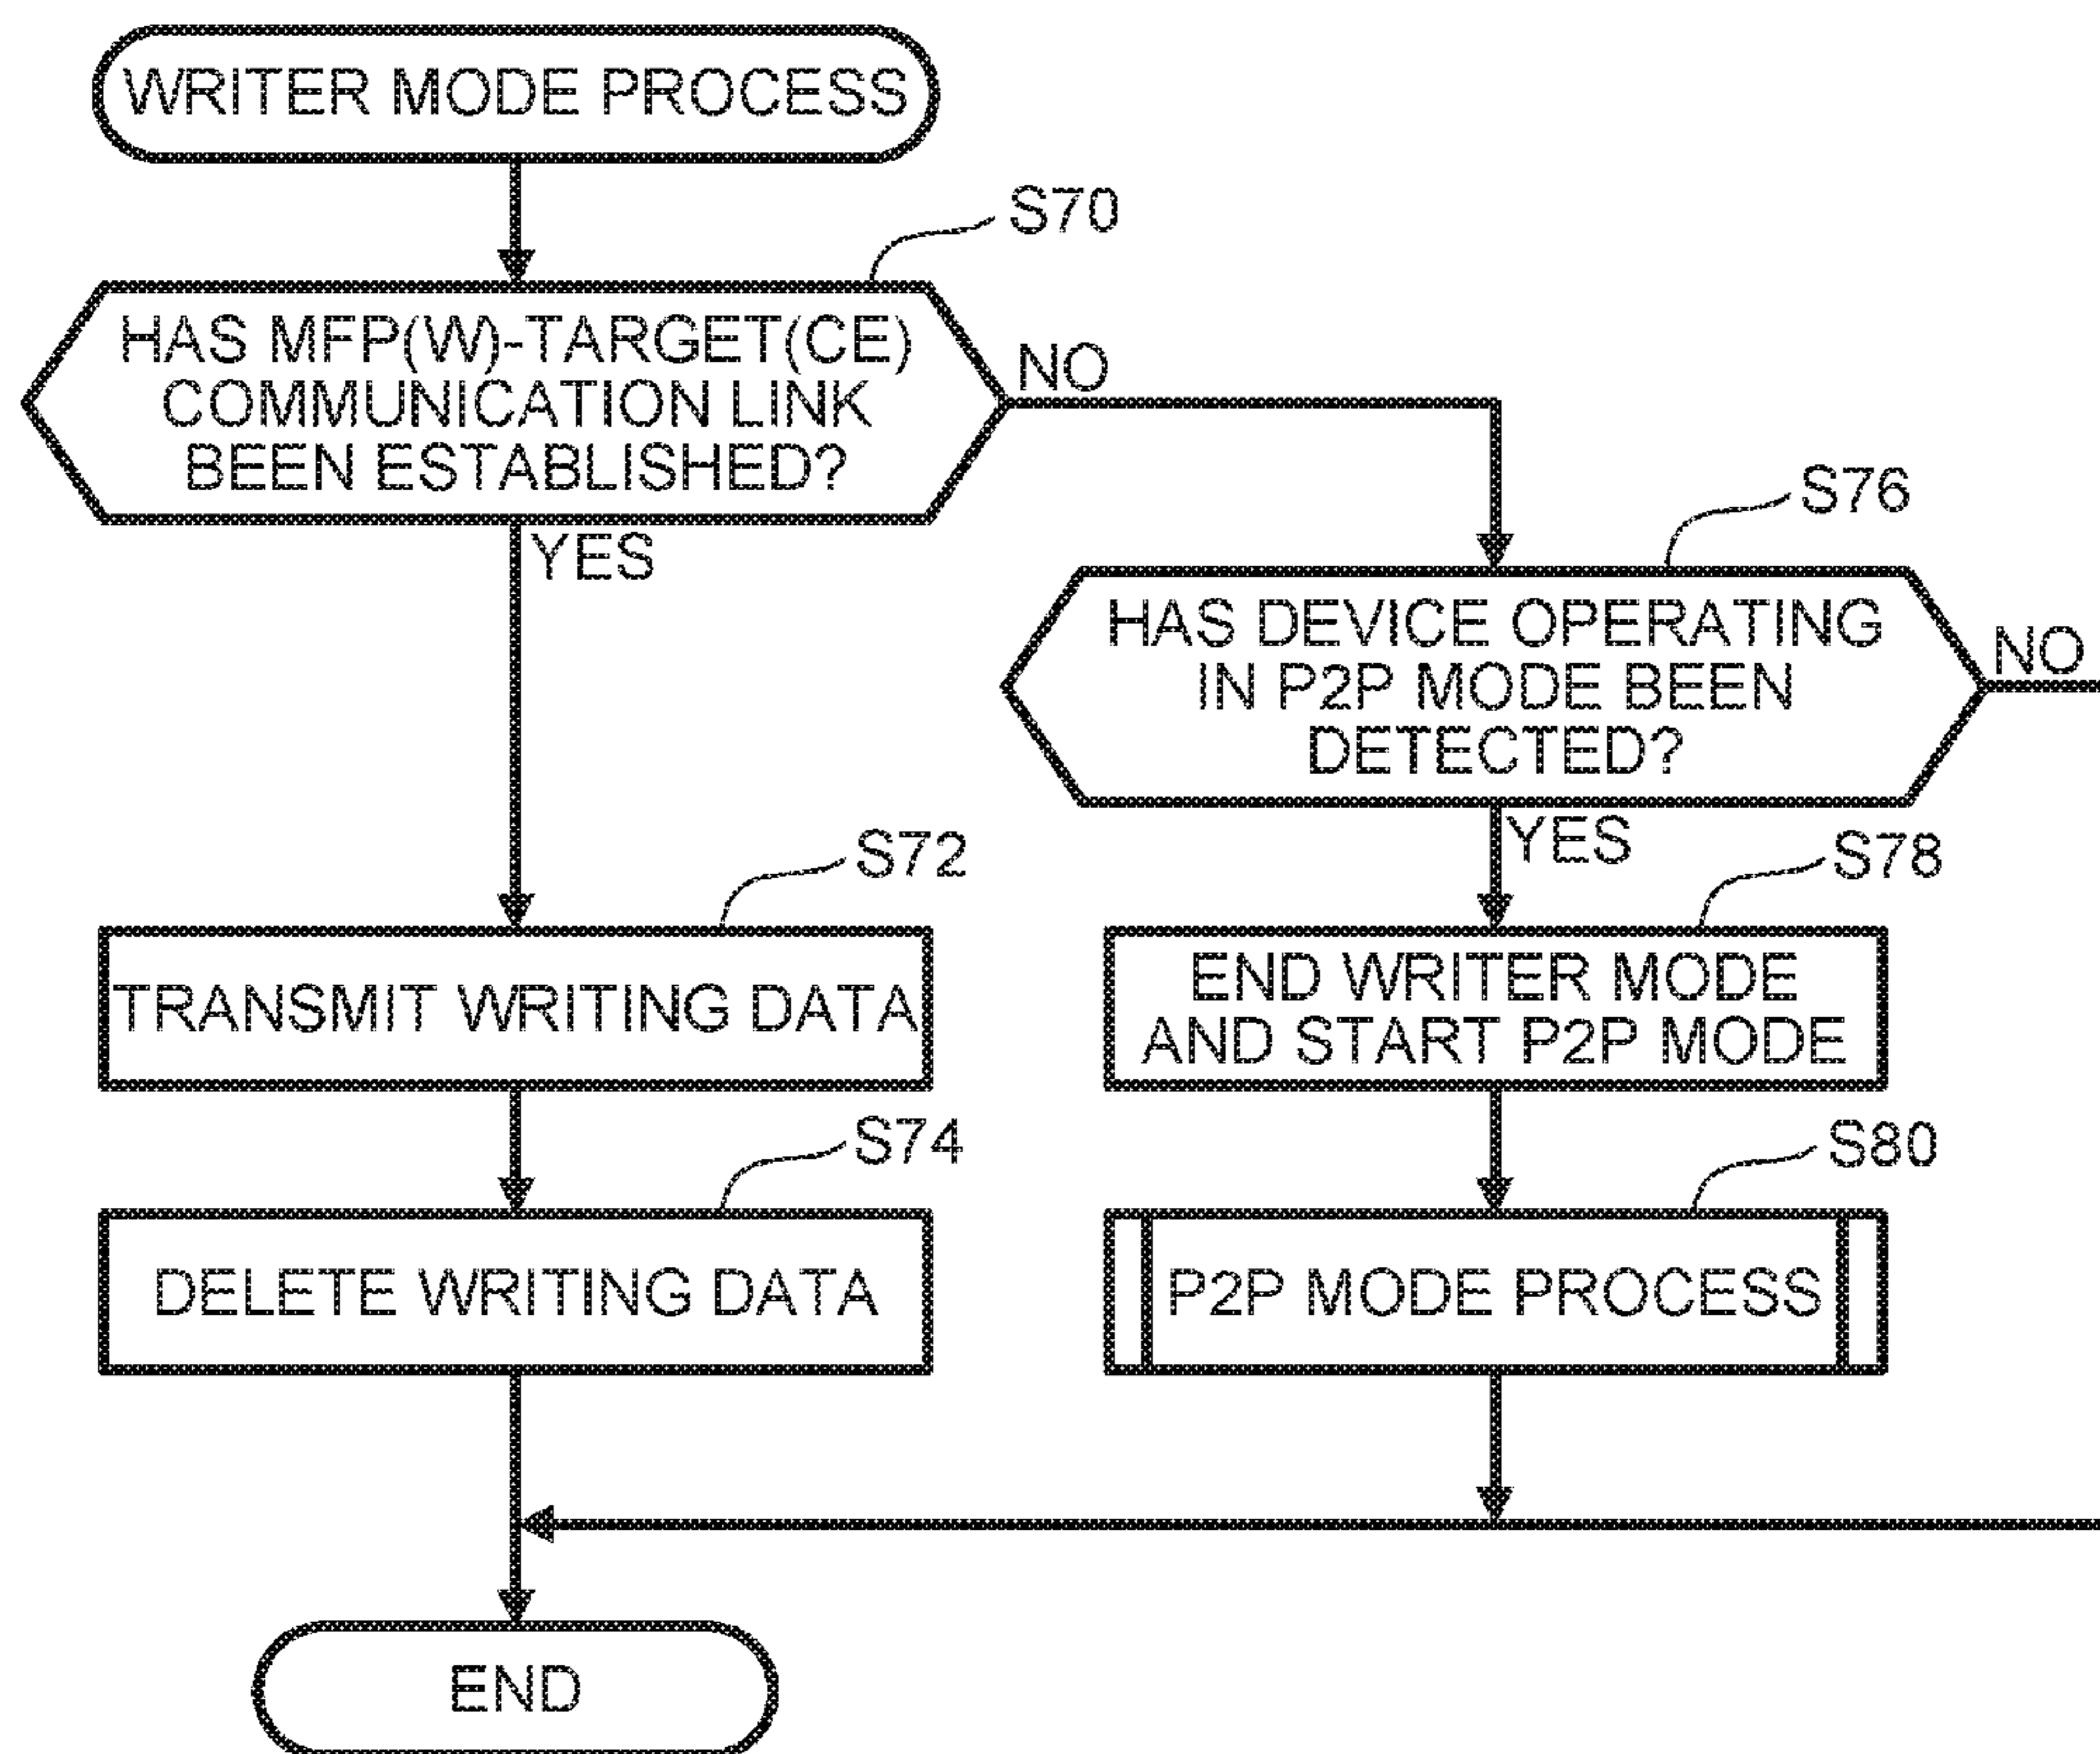 WRITER MODE PROCESS
S70
HAS MFP(W)-TARGET(CE)
COMMUNICATION LINK
BEEN ESTABLISHED?
NO
YES
S76
HAS DEVICE OPERATING
IN P2P MODE BEEN
DETECTED?
NO
YES
S72
TRANSMIT WRITING DATA
S78
END WRITER MODE
AND START P2P MODE
S74
DELETE WRITING DATA
S80
P2P MODE PROCESS
END